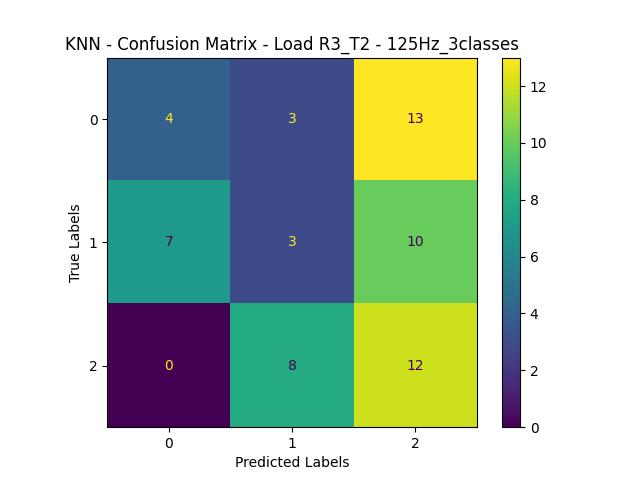 KNN - Confusion Matrix - Load R3_T2 - 125Hz_3classes
0 4 3 13
1 7 3 10
2 0 8 12
0 1 2
Predicted Labels
True Labels
12
10
8
6
4
2
0